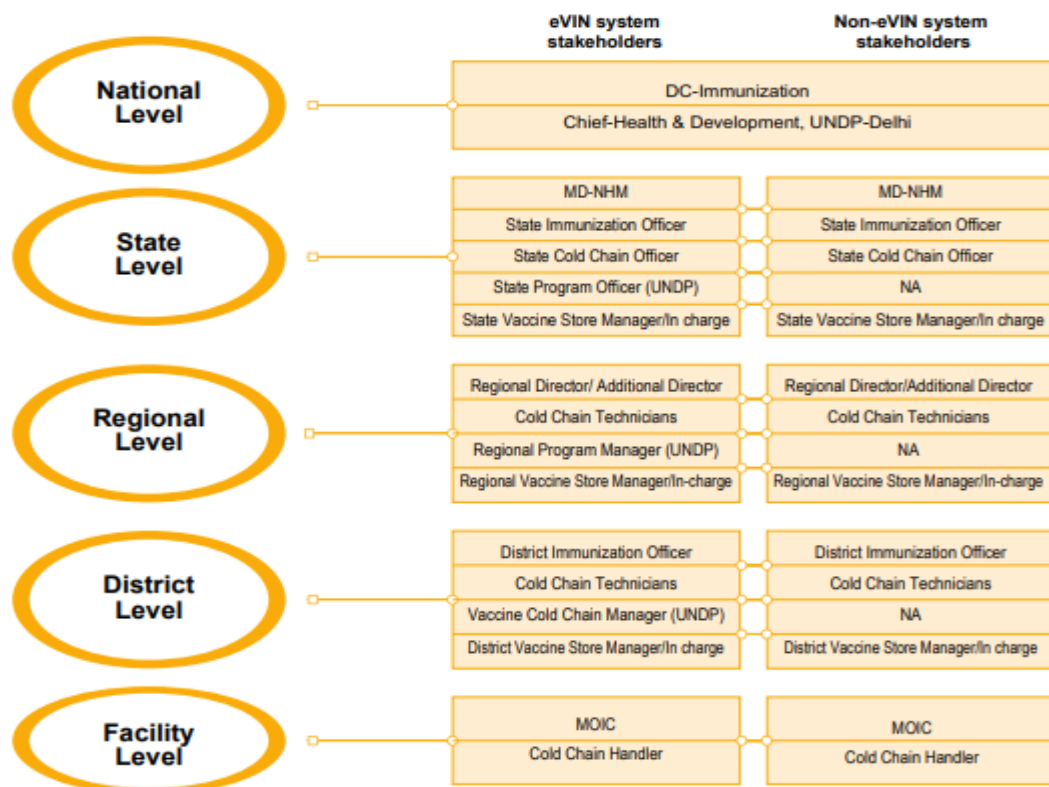 eVIN system
stakeholders
Non-eVIN system
stakeholders
National
Level
DC-Immunization
Chief-Health & Development, UNDP-Delhi
State
Level
MD-NHM
MD-NHM
State Immunization Officer
State Immunization Officer
State Cold Chain Officer
State Cold Chain Officer
State Program Officer (UNDP)
NA
State Vaccine Store Manager/In charge
State Vaccine Store Manager/In charge
Regional
Level
Regional Director/ Additional Director
Regional Director/Additional Director
Cold Chain Technicians
Cold Chain Technicians
Regional Program Manager (UNDP)
NA
Regional Vaccine Store Manager/In-charge
Regional Vaccine Store Manager/In-charge
District
Level
District Immunization Officer
District Immunization Officer
Cold Chain Technicians
Cold Chain Technicians
Vaccine Cold Chain Manager (UNDP)
NA
District Vaccine Store Manager/In charge
District Vaccine Store Manager/In charge
Facility
Level
MOIC
MOIC
Cold Chain Handler
Cold Chain Handler